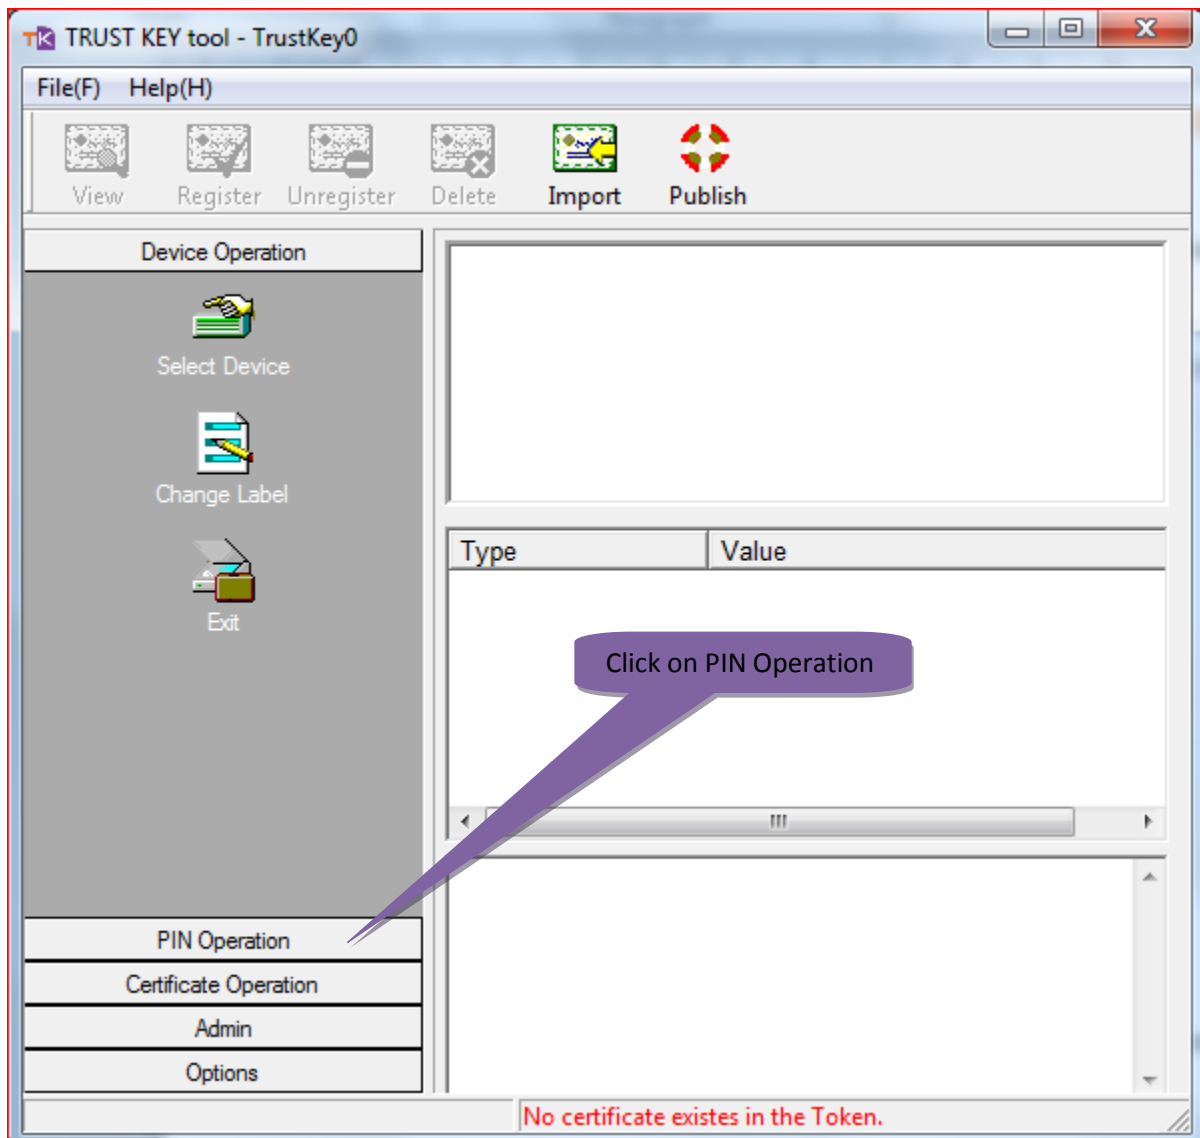 TRUST KEY tool - TrustKey0
File(F) Help(H)
View Register Unregister Delete Import Publish
Device Operation
Select Device
Change Label
Exit
Type Value
Click on PIN Operation
PIN Operation
Certificate Operation
Admin
Options
No certificate existes in the Token.